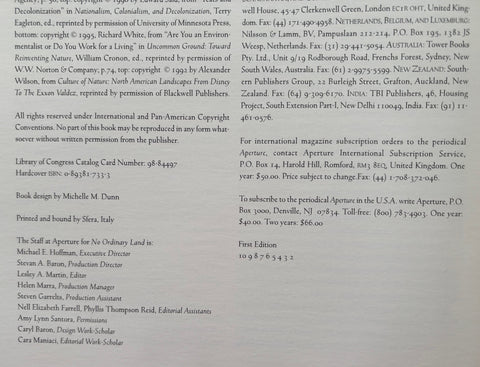 Agency; p. 56, top: copyright © 1990 by Edward Said, from "Yeats and
Decolonization" in Nationalism, Colonialism, and Decolonization, Terry
Eagleton, ed., reprinted by permission of University of Minnesota Press,
bottom: copyright © 1995, Richard White, from "Are You an Environ-
mentalist or Do You Work for a Living" in Uncommon Ground: Toward
Reinventing Nature, William Cronon, ed., reprinted by permission of
W.W. Norton & Company; p.74, top: copyright © 1992 by Alexander
Wilson, from Culture of Nature: North American Landscapes From Disney
To The Exxon Valdez, reprinted by permission of Blackwell Publishers.
All rights reserved under International and Pan-American Copyright
Conventions. No part of this book may be reproduced in any form what-
soever without written permission from the publisher.
Library of Congress Catalog Card Number: 98-84497
Hardcover ISBN: 0-89381-733-3
Book design by Michelle M. Dunn
Printed and bound by Sfera, Italy
The Staff at Aperture for No Ordinary Land is:
Michael E. Hoffman, Executive Director
Stevan A. Baron, Production Director
Lesley A. Martin, Editor
Helen Marra, Production Manager
Steven Garrelts, Production Assistant
Nell Elizabeth Farrell, Phyllis Thompson Reid, Editorial Assistants
Amy Lynn Santora, Permissions
Caryl Baron, Design Work-Scholar
Cara Maniaci, Editorial Work-Scholar
well House, 45-47 Clerkenwell Green, London EC1R OHT, United King-
dom. Fax: (44) 171-490-4958. NETHERLANDS, BELGIUM, AND LUXEMBURG:
Nilsson & Lamm, BV, Pampuslaan 212-214, P.O. Box 195, 1382 JS
Weesp, Netherlands. Fax: (31) 29-441-5054. AUSTRALIA: Tower Books
Pty. Ltd., Unit 9/19 Rodborough Road, Frenchs Forest, Sydney, New
South Wales, Australia. Fax: (61) 2-9975-5599. NEW ZEALAND: South-
ern Publishers Group, 22 Burleigh Street, Grafton, Auckland, New
Zealand. Fax: (64) 9-309-6170. INDIA: TBI Publishers, 46, Housing
Project, South Extension Part-I, New Delhi 110049, India. Fax: (91) 11-
461-0576.
For international magazine subscription orders to the periodical
Aperture, contact Aperture International Subscription Service,
P.O. Box 14, Harold Hill, Romford, RM3 8EQ, United Kingdom. One
year: $50.00. Price subject to change.Fax: (44) 1-708-372-046.
To subscribe to the periodical Aperture in the U.S.A. write Aperture, P.O.
Box 3000, Denville, NJ 07834. Toll-free: (800) 783-4903. One year:
$40.00. Two years: $66.00
First Edition
10 9 8 7 6 5 4 3 2